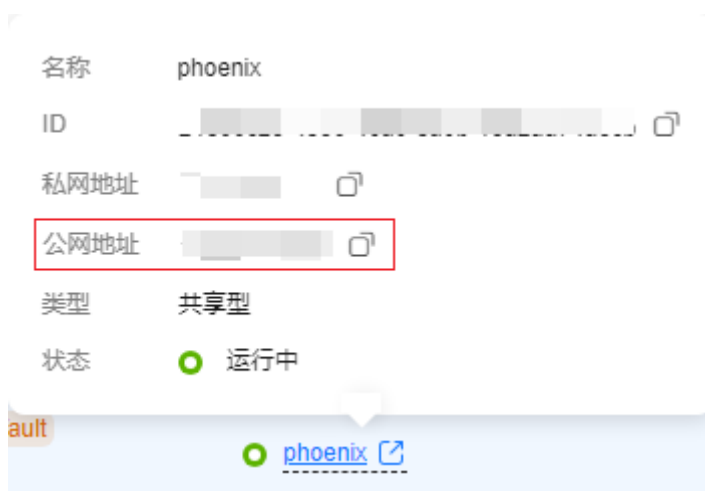 名称 phoenix
ID
私网地址
公网地址
类型 共享型
状态 运行中
ault
phoenix